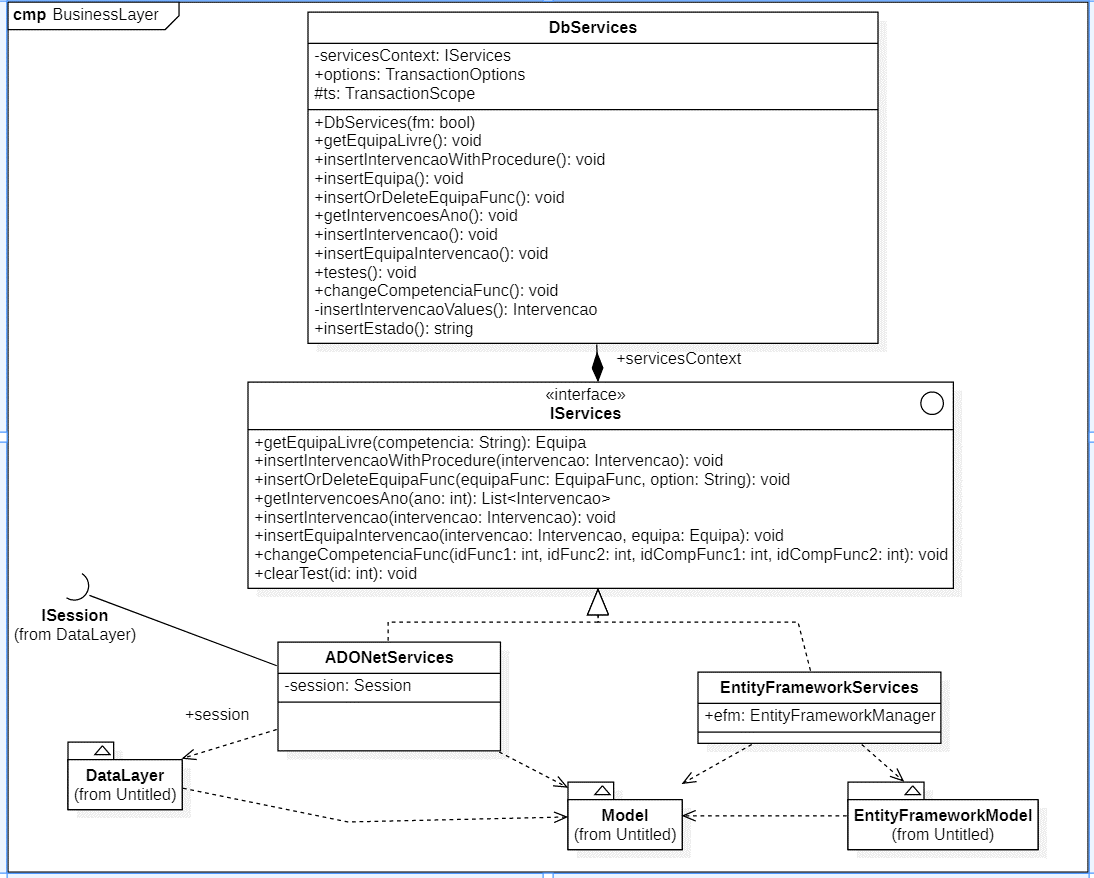 cmp BusinessLayer
DbServices
-servicesContext: IServices
+options: TransactionOptions
#ts: TransactionScope
+DbServices(fm: bool)
+getEquipaLivre(): void
+insertIntervencaoWithProcedure(): void
+insertEquipa(): void
+insertOrDeleteEquipaFunc(): void
+getIntervencoesAno(): void
+insertIntervencao(): void
+insertEquipaIntervencao(): void
+testes(): void
+changeCompetenciaFunc(): void
-insertIntervencaoValues(): Intervencao
+insertEstado(): string
+servicesContext
«interface»
IServices
+getEquipaLivre(competencia: String): Equipa
+insertIntervencaoWithProcedure(intervencao: Intervencao): void
+insertOrDeleteEquipaFunc(equipaFunc: EquipaFunc, option: String): void
+getIntervencoesAno(ano: int): List<Intervencao>
+insertIntervencao(intervencao: Intervencao): void
+insertEquipaIntervencao(intervencao: Intervencao, equipa: Equipa): void
+changeCompetenciaFunc(idFunc1: int, idFunc2: int, idCompFunc1: int, idCompFunc2: int): void
+clearTest(id: int): void
ISession
(from DataLayer)
ADONetServices
-session: Session
EntityFrameworkServices
+efm: EntityFrameworkManager
+session
DataLayer
(from Untitled)
Model
(from Untitled)
EntityFrameworkModel
(from Untitled)